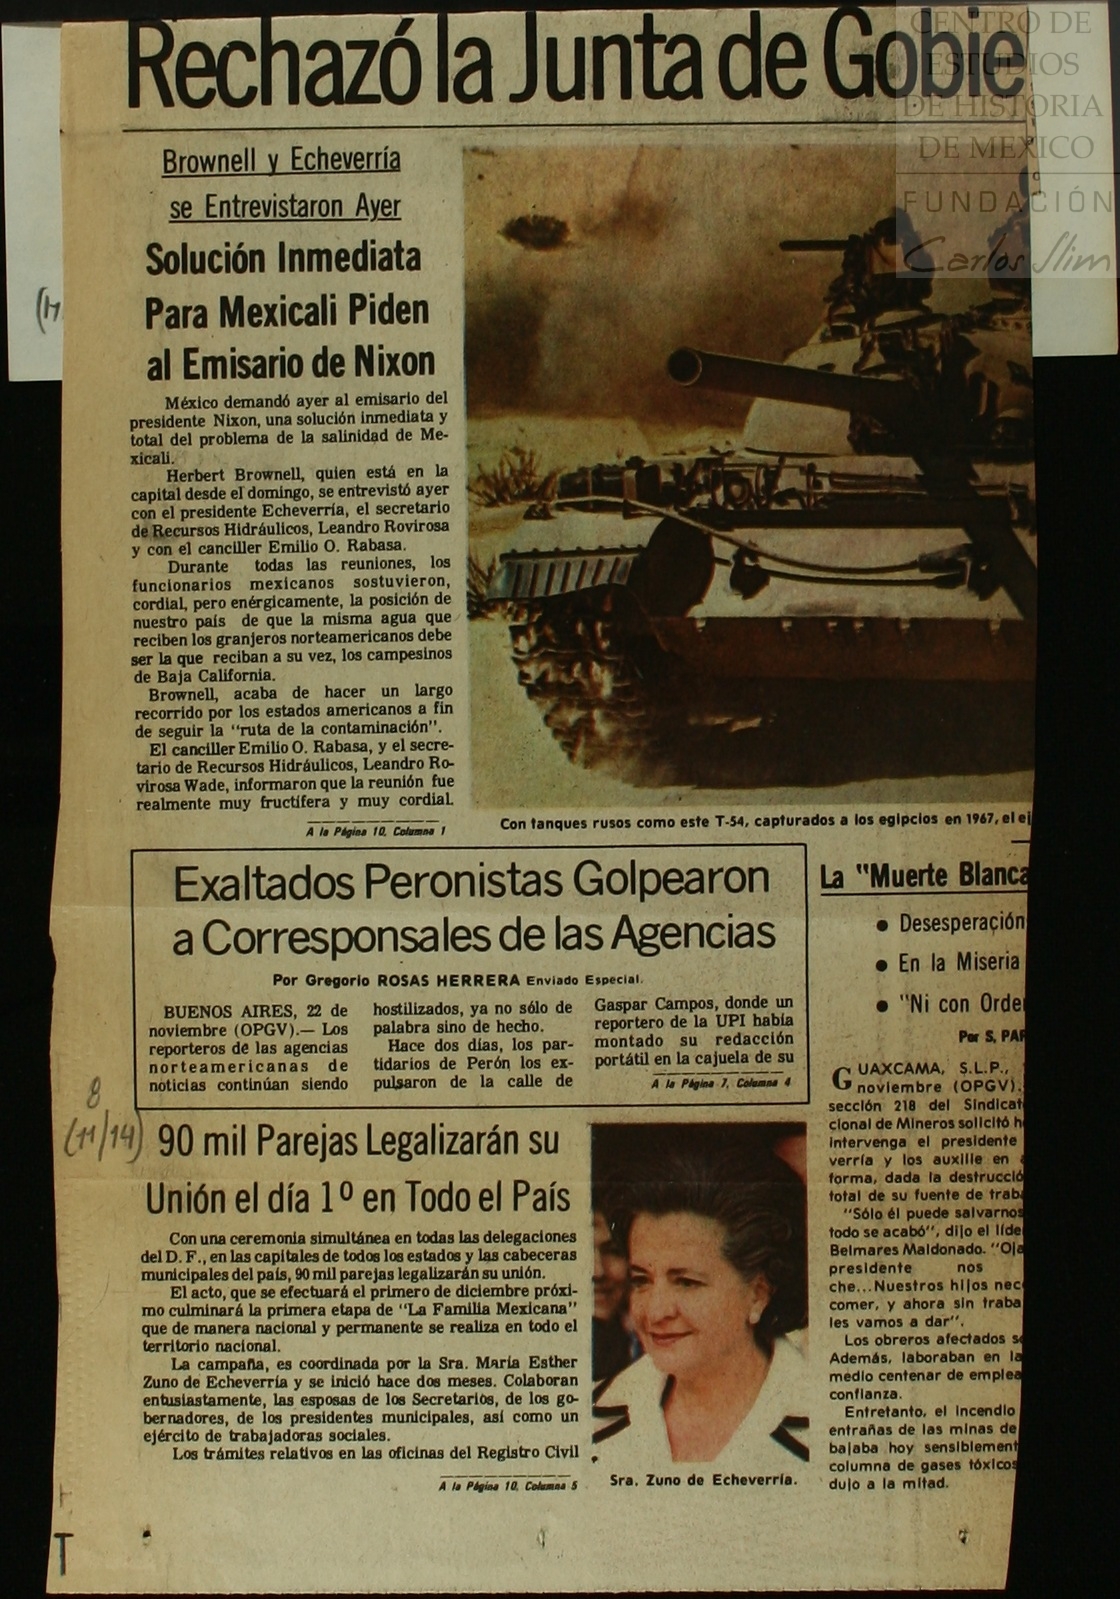 CENTRO DE
ESTUDIOS
DE HISTORIA
DE MEXICO
FUNDACIÓN
Carlos Slim
Rechazó la Junta de Gobie
Brownell y Echeverría
se Entrevistaron Ayer
Solución Inmediata
Para Mexicali Piden
al Emisario de Nixon
México demandó ayer al emisario del
presidente Nixon, una solución inmediata y
total del problema de la salinidad de Me-
xicali.
Herbert Brownell, quien está en la
capital desde el domingo, se entrevistó ayer
con el presidente Echeverría, el secretario
de Recursos Hidráulicos, Leandro Rovirosa
y con el canciller Emilio O. Rabasa.
Durante todas las reuniones, los
funcionarios mexicanos sostuvieron,
cordial, pero enérgicamente, la posición de
nuestro país de que la misma agua que
reciben los granjeros norteamericanos debe
ser la que reciban a su vez, los campesinos
de Baja California.
Brownell, acaba de hacer un largo
recorrido por los estados americanos a fin
de seguir la "ruta de la contaminación".
El canciller Emilio O. Rabasa, y el secre-
tario de Recursos Hidráulicos, Leandro Ro-
virosa Wade, informaron que la reunión fue
realmente muy fructífera y muy cordial.
A la Página 10, Columna 1
Con tanques rusos como este T-54, capturados a los egipcios en 1967, el ej
Exaltados Peronistas Golpearon
a Corresponsales de las Agencias
Por Gregorio ROSAS HERRERA Enviado Especial.
BUENOS AIRES, 22 de
noviembre (OPGV).— Los
reporteros de las agencias
norteamericanas de
noticias continúan siendo
hostilizados, ya no sólo de
palabra sino de hecho.
Hace dos días, los par-
tidarios de Perón los ex-
pulsaron de la calle de
Gaspar Campos, donde un
reportero de la UPI había
montado su redacción
portátil en la cajuela de su
A la Página 7, Columna 4
8
(11/14)
90 mil Parejas Legalizarán su
Unión el día 1º en Todo el País
Con una ceremonia simultánea en todas las delegaciones
del D. F., en las capitales de todos los estados y las cabeceras
municipales del país, 90 mil parejas legalizarán su unión.
El acto, que se efectuará el primero de diciembre próxi-
mo culminará la primera etapa de "La Familia Mexicana"
que de manera nacional y permanente se realiza en todo el
territorio nacional.
La campaña, es coordinada por la Sra. María Esther
Zuno de Echeverría y se inició hace dos meses. Colaboran
entusiastamente, las esposas de los Secretarios, de los go-
bernadores, de los presidentes municipales, así como un
ejército de trabajadoras sociales.
Los trámites relativos en las oficinas del Registro Civil
A la Página 10, Columna 5
Sra. Zuno de Echeverría.
La "Muerte Blanca
● Desesperación
● En la Miseria
● "Ni con Orde
Por S. PAR
GUAXCAMA, S.L.P.,
noviembre (OPGV).
sección 218 del Sindicat
cional de Mineros solicitó h
intervenga el presidente
verría y los auxilie en
forma, dada la destrucció
total de su fuente de trab
"Sólo él puede salvarnos
todo se acabó", dijo el líde
Belmares Maldonado. "Oja
presidente nos
che...Nuestros hijos nec
comer, y ahora sin traba
les vamos a dar".
Los obreros afectados s
Además, laboraban en la
medio centenar de emplea
confianza.
Entretanto, el incendio
entrañas de las minas de
bajaba hoy sensiblement
columna de gases tóxicos
dujo a la mitad.
T